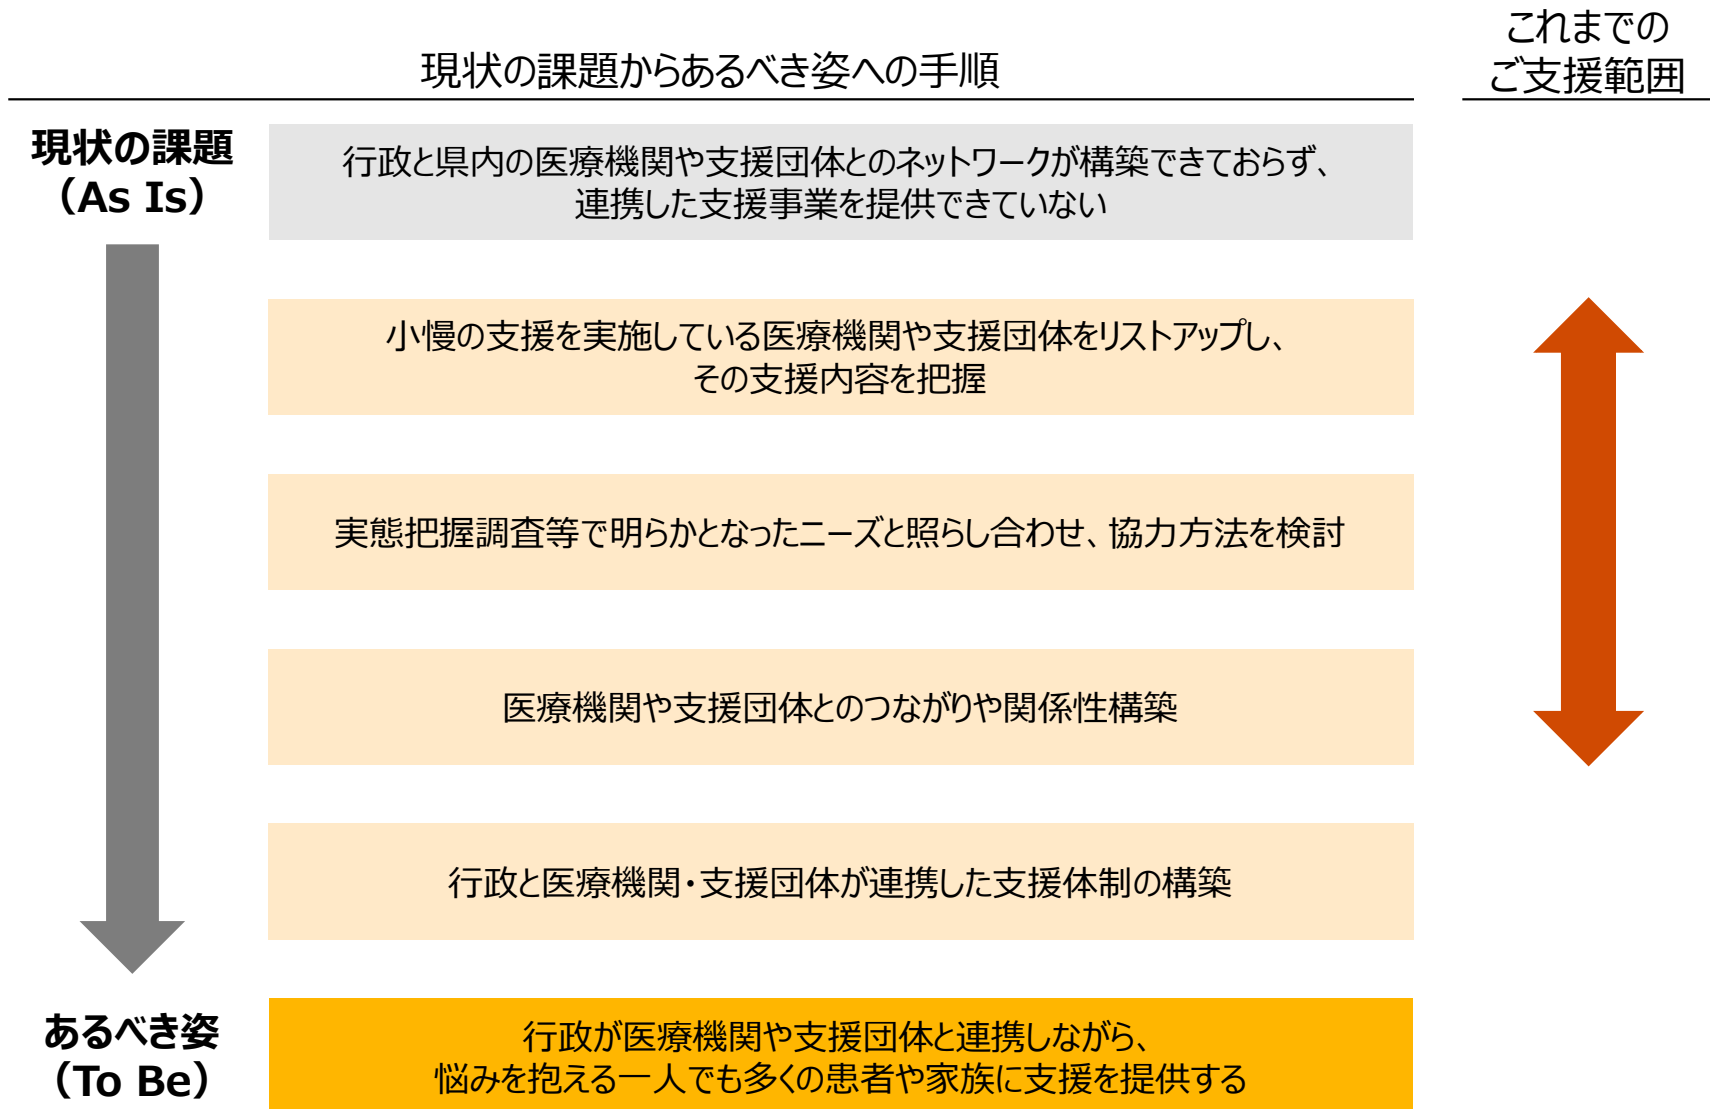 現状の課題からあるべき姿への手順
これまでの
ご支援範囲
現状の課題
（As Is）
行政と県内の医療機関や支援団体とのネットワークが構築できておらず、
連携した支援事業を提供できていない
小慢の支援を実施している医療機関や支援団体をリストアップし、
その支援内容を把握
実態把握調査等で明らかとなったニーズと照らし合わせ、協力方法を検討
医療機関や支援団体とのつながりや関係性構築
行政と医療機関・支援団体が連携した支援体制の構築
あるべき姿
（To Be）
行政が医療機関や支援団体と連携しながら、
悩みを抱える一人でも多くの患者や家族に支援を提供する